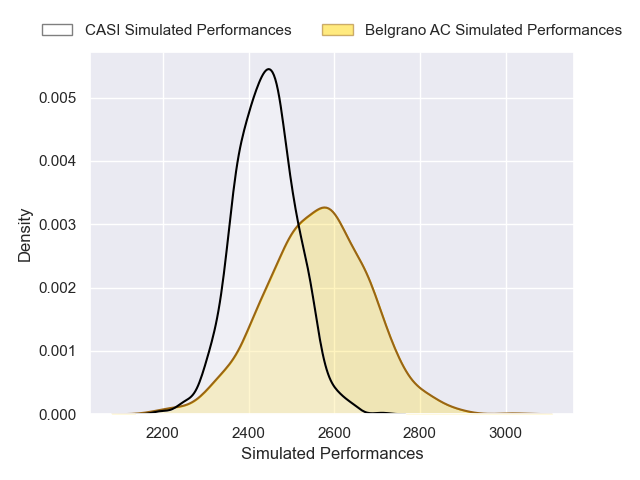 CASI Simulated Performances Belgrano AC Simulated Performances
0.005
0.004
0.003
0.002
0.001
0.000
Density
2200 2400 2600 2800 3000
Simulated Performances